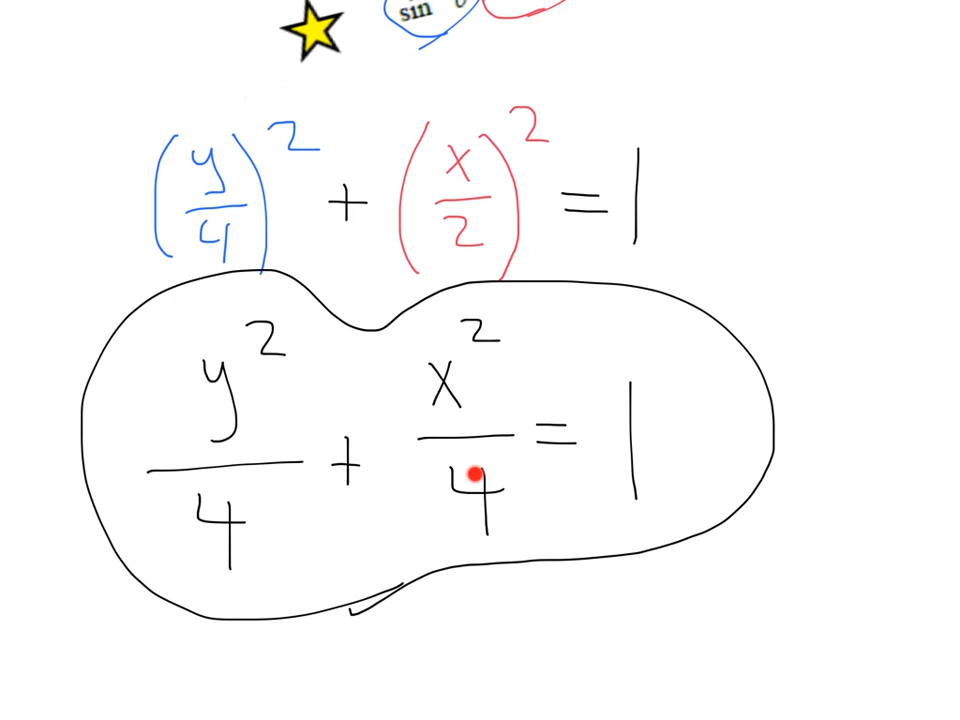 sin θ
(y/4)² + (x/2)² = 1
y²/4 + x²/4 = 1